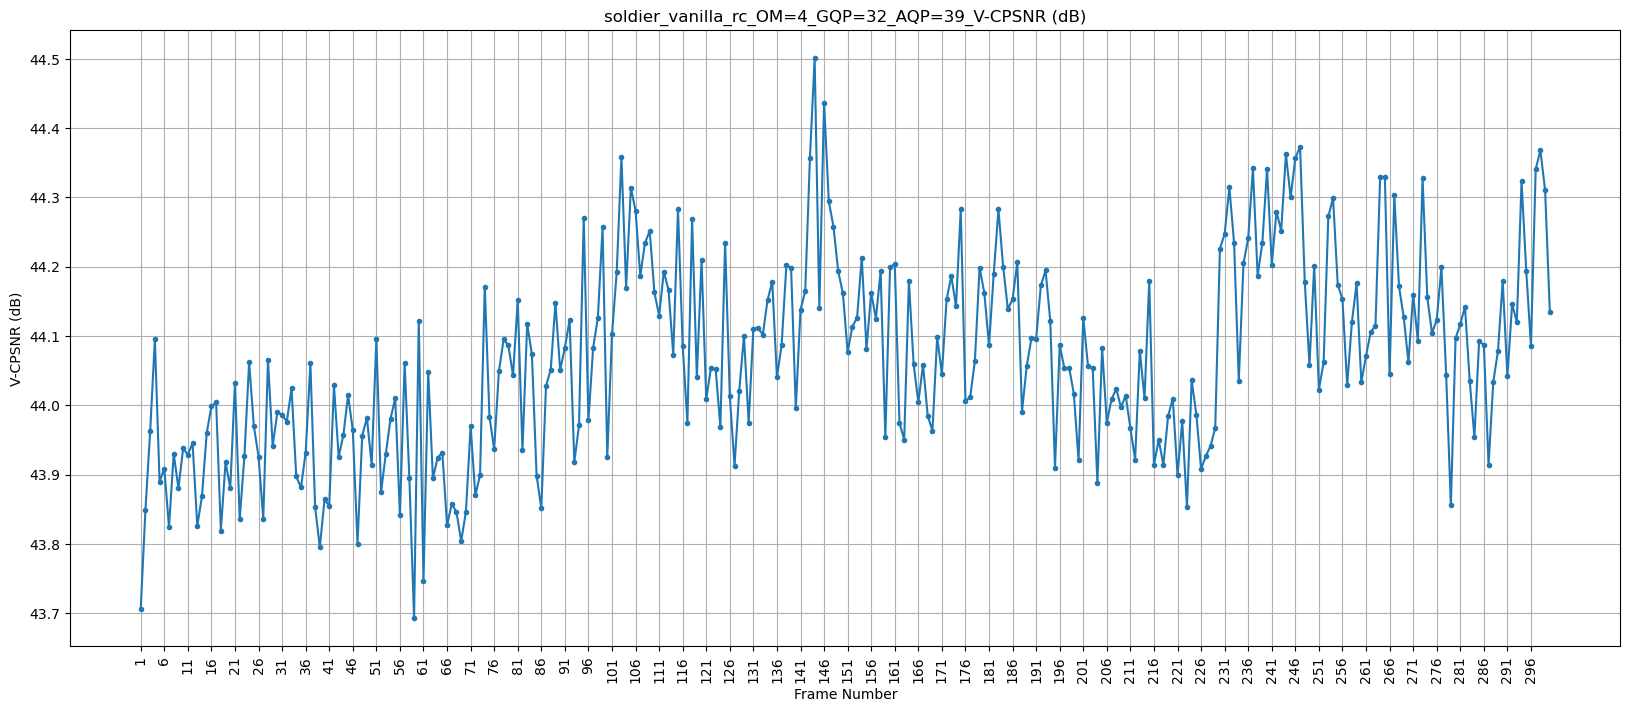 soldier_vanilla_rc_OM=4_GQP=32_AQP=39_V-CPSNR (dB)
V-CPSNR (dB)
44.5
44.4
44.3
44.2
44.1
44.0
43.9
43.8
43.7
1 6 11 16 21 26 31 36 41 46 51 56 61 66 71 76 81 86 91 96 101 106 111 116 121 126 131 136 141 146 151 156 161 166 171 176 181 186 191 196 201 206 211 216 221 226 231 236 241 246 251 256 261 266 271 276 281 286 291 296
Frame Number